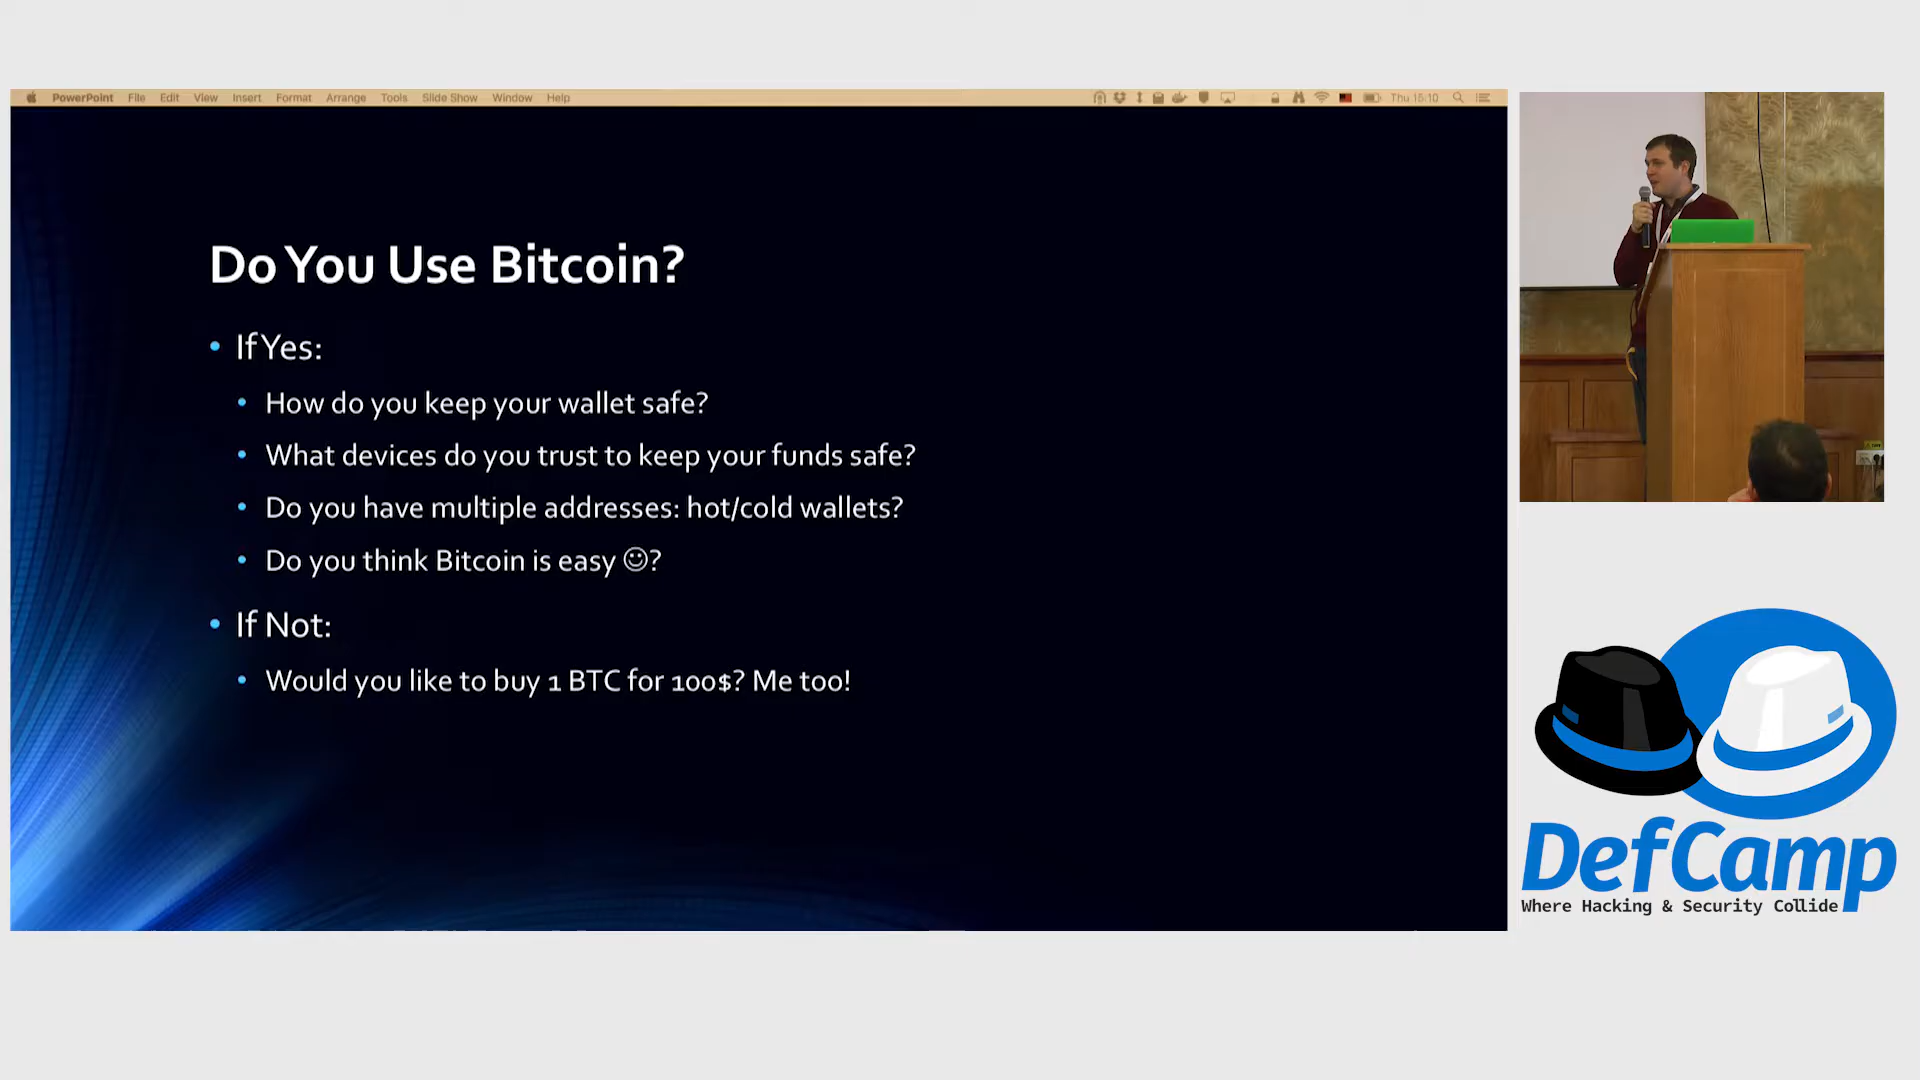 PowerPoint File Edit View Insert Format Arrange Tools Slide Show Window Help Thu 15:10
Do You Use Bitcoin?
• If Yes:
• How do you keep your wallet safe?
• What devices do you trust to keep your funds safe?
• Do you have multiple addresses: hot/cold wallets?
• Do you think Bitcoin is easy ☺?
• If Not:
• Would you like to buy 1 BTC for 100$? Me too!
DefCamp
Where Hacking & Security Collide